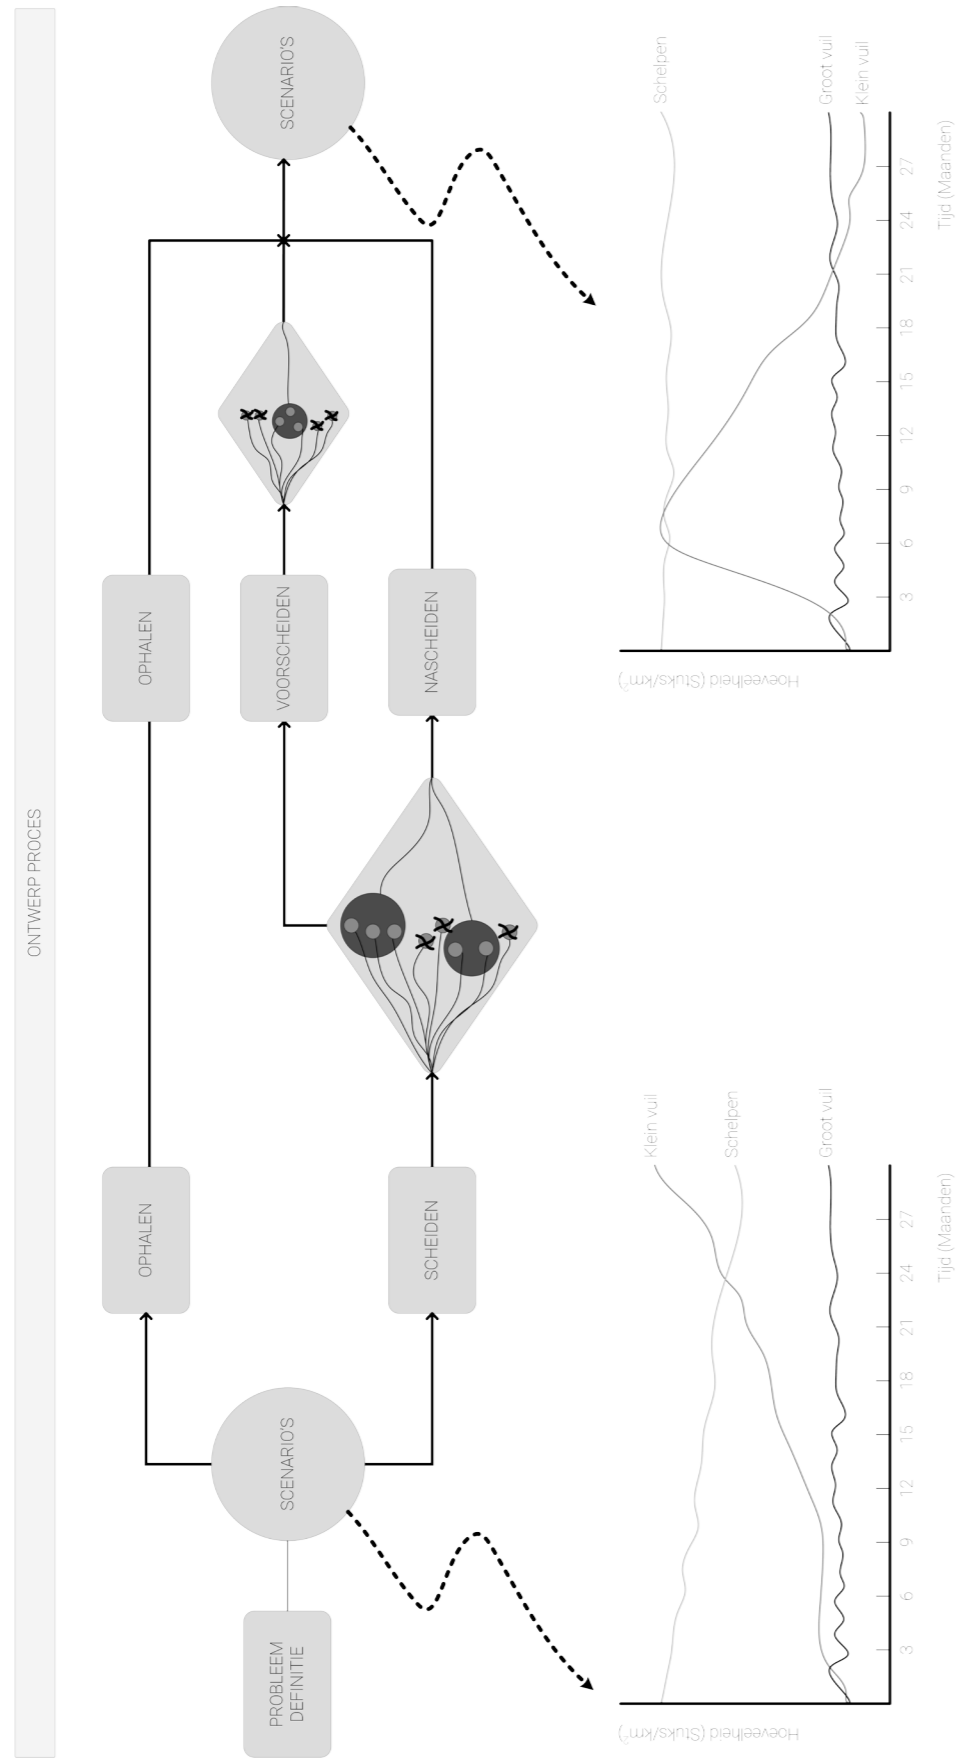 ONTWERP PROCES
PROBLEEM
DEFINITIE
SCENARIO'S
OPHALEN
SCHEIDEN
OPHALEN
VOORSCHEIDEN
NASCHEIDEN
SCENARIO'S
Hoeveelheid (Stuks/km²)
Klein vuil
Schelpen
Groot vuil
3
6
9
12
15
18
21
24
27
Tijd (Maanden)
Hoeveelheid (Stuks/km²)
Schelpen
Groot vuil
Klein vuil
3
6
9
12
15
18
21
24
27
Tijd (Maanden)